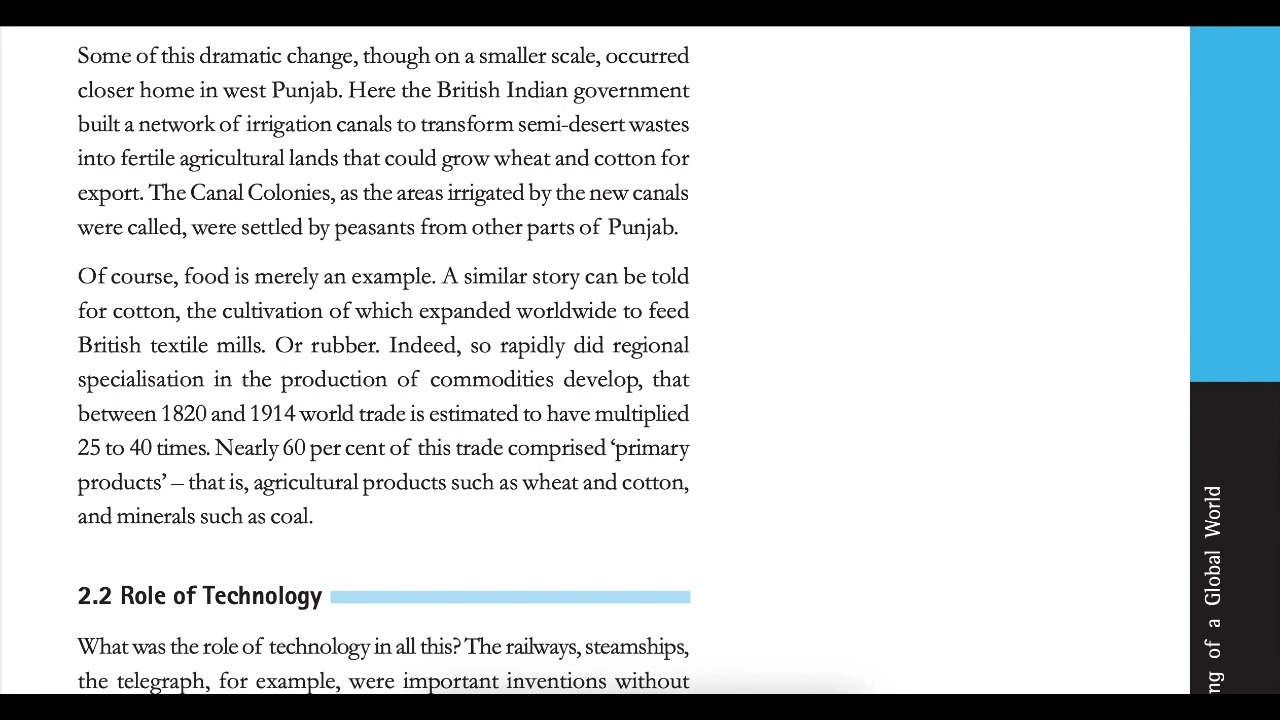 Some of this dramatic change, though on a smaller scale, occurred
closer home in west Punjab. Here the British Indian government
built a network of irrigation canals to transform semi-desert wastes
into fertile agricultural lands that could grow wheat and cotton for
export. The Canal Colonies, as the areas irrigated by the new canals
were called, were settled by peasants from other parts of Punjab.
Of course, food is merely an example. A similar story can be told
for cotton, the cultivation of which expanded worldwide to feed
British textile mills. Or rubber. Indeed, so rapidly did regional
specialisation in the production of commodities develop, that
between 1820 and 1914 world trade is estimated to have multiplied
25 to 40 times. Nearly 60 per cent of this trade comprised ‘primary
products’ – that is, agricultural products such as wheat and cotton,
and minerals such as coal.
2.2 Role of Technology
What was the role of technology in all this? The railways, steamships,
the telegraph, for example, were important inventions without
ng of a Global World